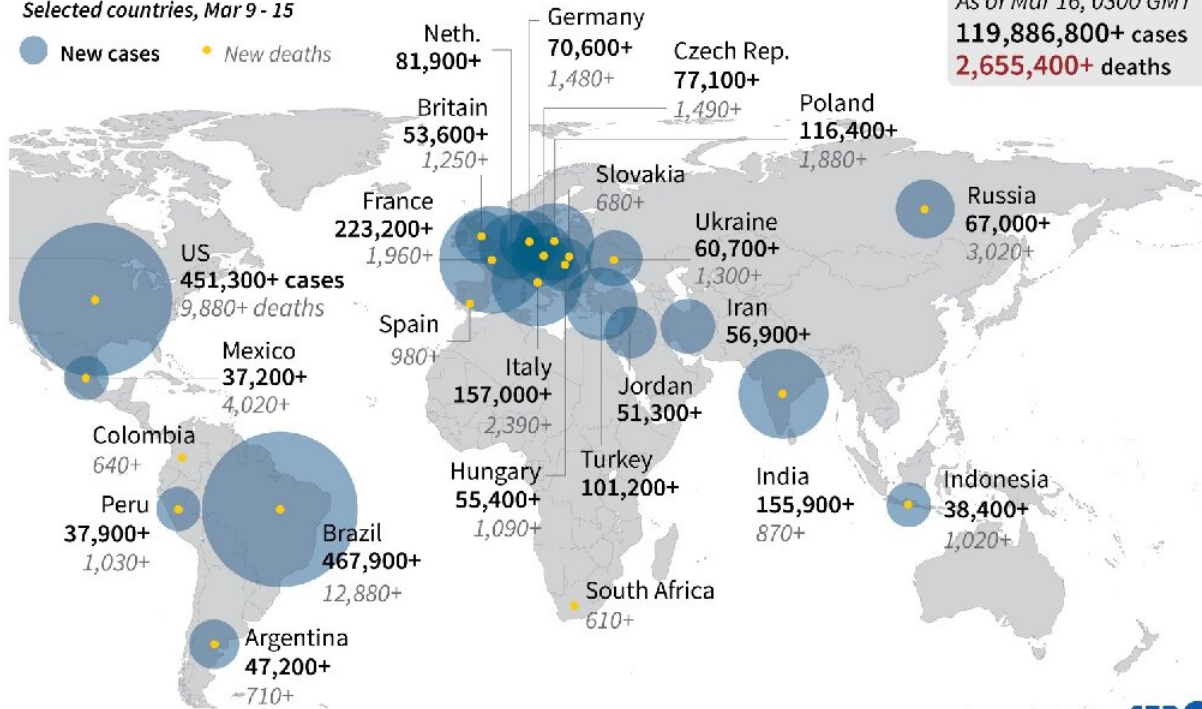 Selected countries, Mar 9 - 15
New cases
New deaths
As of Mar 16, 0300 GMT
119,886,800+ cases
2,655,400+ deaths
Neth.
81,900+
Germany
70,600+
1,480+
Czech Rep.
77,100+
1,490+
Britain
53,600+
1,250+
Poland
116,400+
1,880+
Slovakia
680+
France
223,200+
1,960+
Ukraine
60,700+
1,300+
Russia
67,000+
3,020+
US
451,300+ cases
9,880+ deaths
Spain
980+
Iran
56,900+
Mexico
37,200+
4,020+
Italy
157,000+
2,390+
Jordan
51,300+
Colombia
640+
Hungary
55,400+
1,090+
Turkey
101,200+
India
155,900+
870+
Indonesia
38,400+
1,020+
Peru
37,900+
1,030+
Brazil
467,900+
12,880+
South Africa
610+
Argentina
47,200+
710+